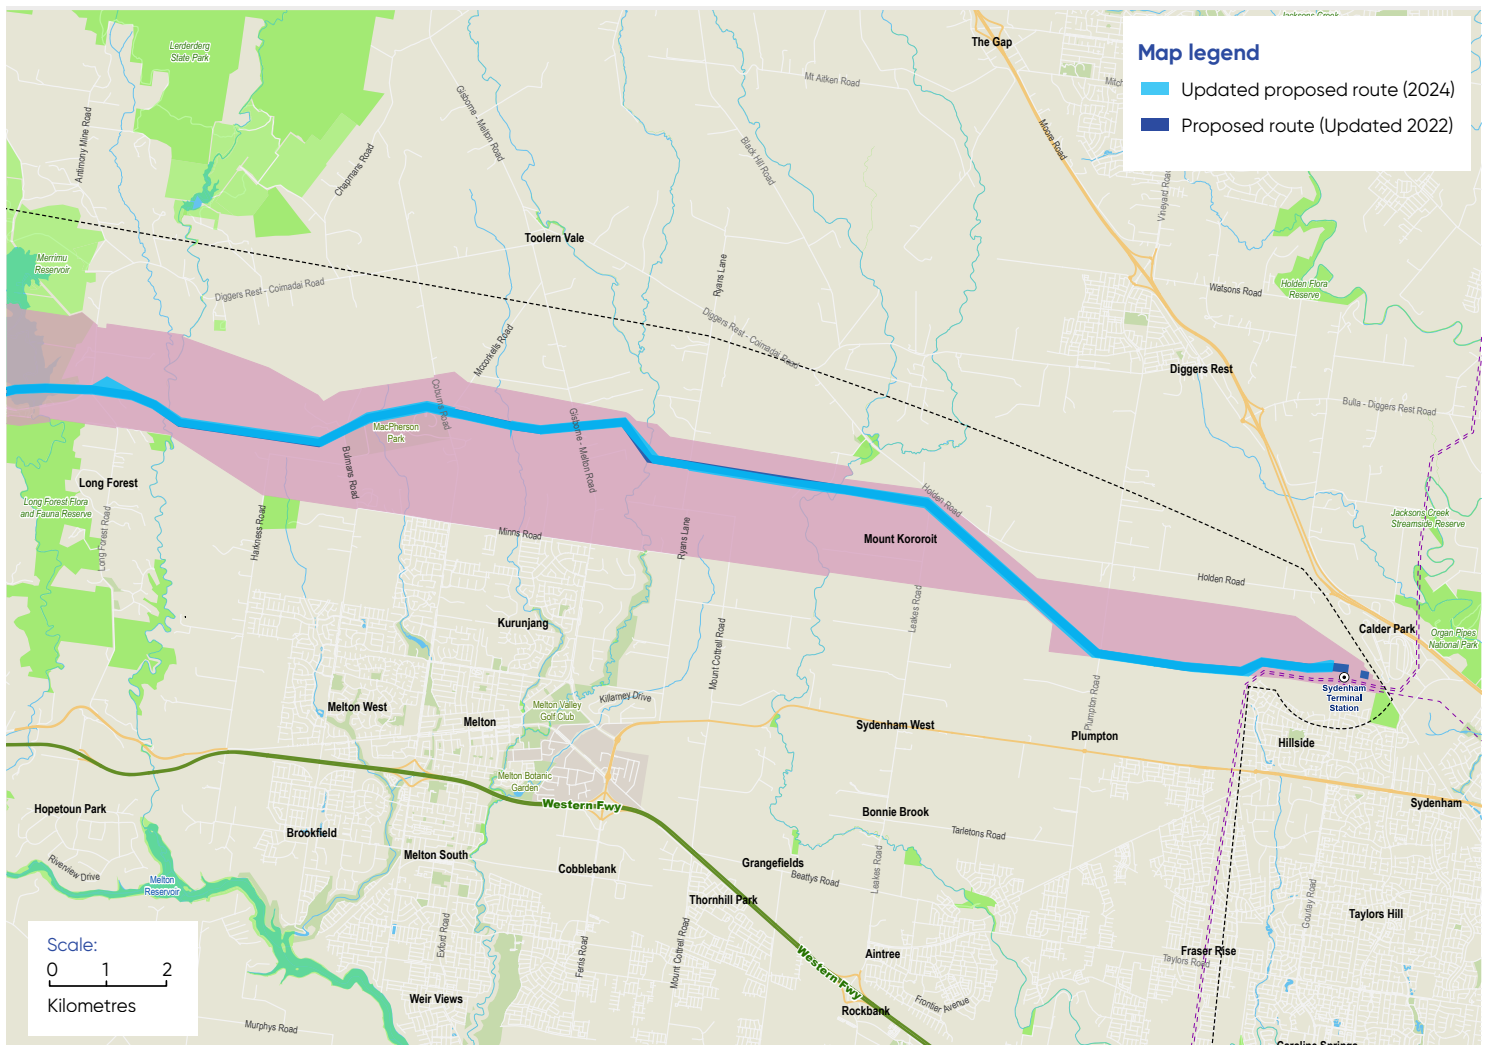 Jacksons Creek
Lerderderg
State Park
The Gap
Map legend
Updated proposed route (2024)
Proposed route (Updated 2022)
Mt Aitken Road
Mitch
Gisborne - Melton Road
Antimony Mine Road
Chapmans Road
Black Hill Road
Moore Road
Vineyard Road
Toolern Vale
Merrimu
Reservoir
Diggers Rest - Coimadai Road
Ryans Lane
Watsons Road
Holden Flora
Reserve
Diggers Rest - Coimadai Road
Mccorkells Road
Diggers Rest
Coburns Road
Bulla - Diggers Rest Road
MacPherson
Park
Gisborne - Melton Road
Bulmans Road
Long Forest
Long Forest Flora
and Fauna Reserve
Long Forest Road
Harkness Road
Minns Road
Ryans Lane
Holden Road
Mount Kororoit
Jacksons Creek
Streamside Reserve
Holden Road
Leakes Road
Kurunjang
Mount Cottrell Road
Calder Park
Organ Pipes
National Park
Killarney Drive
Melton West
Melton
Melton Valley
Golf Club
Sydenham
Terminal
Station
Plumpton Road
Sydenham West
Plumpton
Hillside
Melton Botanic
Garden
Western Fwy
Hopetoun Park
Brookfield
Bonnie Brook
Sydenham
Tarletons Road
Melton South
Cobblebank
Grangefields
Beattys Road
Leakes Road
Riverview Drive
Melton
Reservoir
Thornhill Park
Gourlay Road
Taylors Hill
Exford Road
Ferris Road
Mount Cottrell Road
Aintree
Western Fwy
Fraser Rise
Taylors Road
Scale:
0 1 2
Kilometres
Weir Views
Frontier Avenue
Rockbank
Murphys Road
Caroline Springs